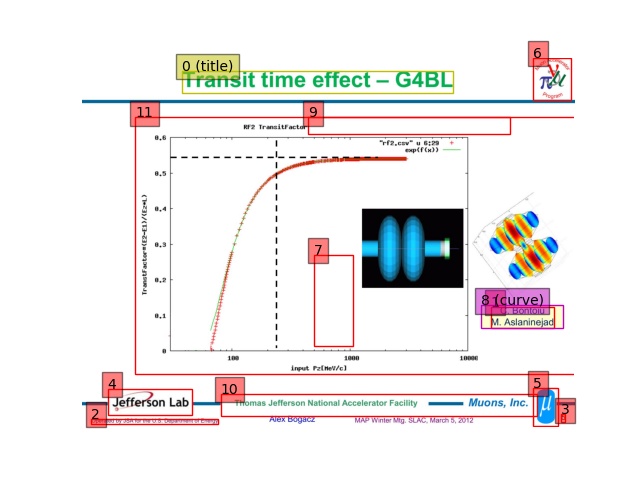 0 (title)
6
Transit time effect – G4BL
Program
11
9
RF2 TransitFactor
"rf2.csv" u 6:29
exp(f(x))
0.6
0.5
0.4
0.3
0.2
0.1
0
TranstFactor=(E2-E1)/(Ez*L)
7
8 (curve)
M. Aslaninejad
100
1000
10000
input Pz[MeV/c]
4
10
5
Jefferson Lab
Thomas Jefferson National Accelerator Facility
Muons, Inc.
μ
2
3
Operated by JSA for the U.S. Department of Energy
Alex Bogacz
MAP Winter Mtg. SLAC, March 5, 2012